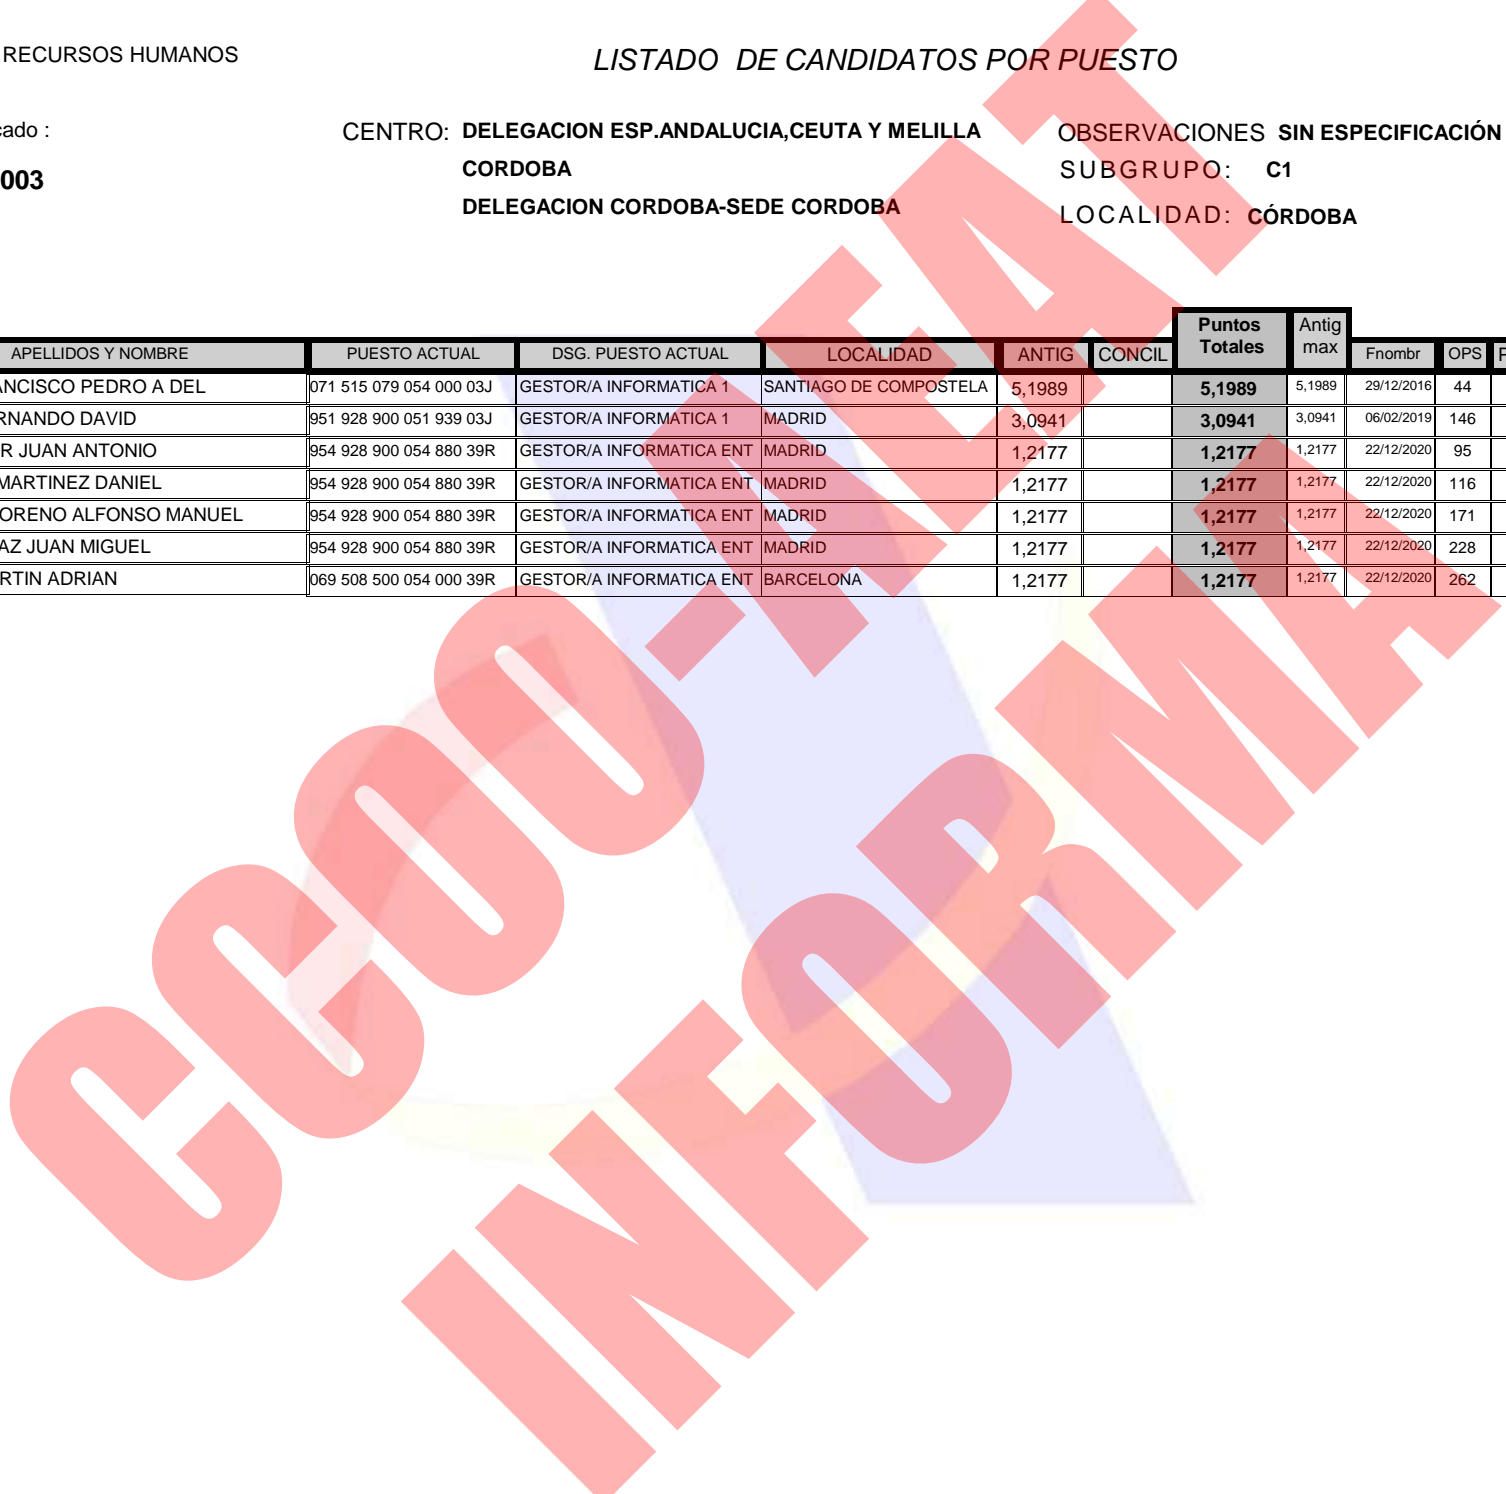 RECURSOS HUMANOS
LISTADO DE CANDIDATOS POR PUESTO
cado :
CENTRO: DELEGACION ESP.ANDALUCIA,CEUTA Y MELILLA
OBSERVACIONES SIN ESPECIFICACIÓN
003
CORDOBA
SUBGRUPO: C1
DELEGACION CORDOBA-SEDE CORDOBA
LOCALIDAD: CÓRDOBA
APELLIDOS Y NOMBRE PUESTO ACTUAL DSG. PUESTO ACTUAL LOCALIDAD ANTIG CONCIL Puntos Totales Antig max Fnombr OPS P
ANCISCO PEDRO A DEL 071 515 079 054 000 03J GESTOR/A INFORMATICA 1 SANTIAGO DE COMPOSTELA 5,1989 5,1989 5,1989 29/12/2016 44
RNANDO DAVID 951 928 900 051 939 03J GESTOR/A INFORMATICA 1 MADRID 3,0941 3,0941 3,0941 06/02/2019 146
R JUAN ANTONIO 954 928 900 054 880 39R GESTOR/A INFORMATICA ENT MADRID 1,2177 1,2177 1,2177 22/12/2020 95
MARTINEZ DANIEL 954 928 900 054 880 39R GESTOR/A INFORMATICA ENT MADRID 1,2177 1,2177 1,2177 22/12/2020 116
ORENO ALFONSO MANUEL 954 928 900 054 880 39R GESTOR/A INFORMATICA ENT MADRID 1,2177 1,2177 1,2177 22/12/2020 171
AZ JUAN MIGUEL 954 928 900 054 880 39R GESTOR/A INFORMATICA ENT MADRID 1,2177 1,2177 1,2177 22/12/2020 228
RTIN ADRIAN 069 508 500 054 000 39R GESTOR/A INFORMATICA ENT BARCELONA 1,2177 1,2177 1,2177 22/12/2020 262
CCOO-AEAT
INFORMA